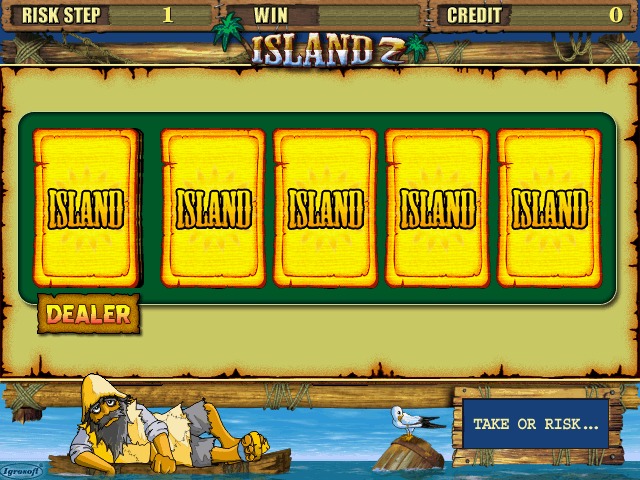 RISK STEP 1 WIN CREDIT 0
ISLAND 2
ISLAND ISLAND ISLAND ISLAND ISLAND
DEALER
TAKE OR RISK...
Igrosoft